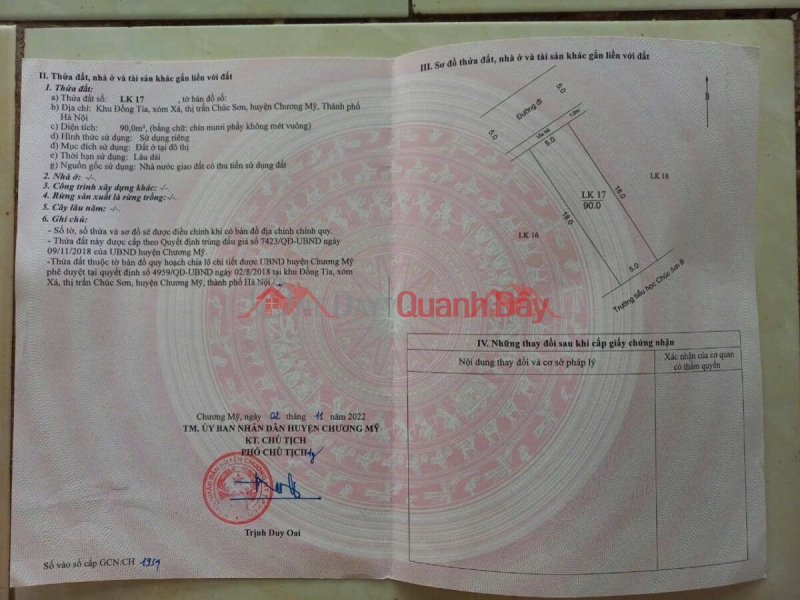 II. Thửa đất, nhà ở và tài sản khác gắn liền với đất
1. Thửa đất:
a) Thửa đất số: LK 17 , tờ bản đồ số:
b) Địa chỉ: Khu Đồng Tía, xóm Xá, thị trấn Chúc Sơn, huyện Chương Mỹ, Thành phố
Hà Nội
c) Diện tích: 90,0m², (bằng chữ: chín mươi phẩy không mét vuông)
d) Hình thức sử dụng: Sử dụng riêng
đ) Mục đích sử dụng: Đất ở tại đô thị
e) Thời hạn sử dụng: Lâu dài
g) Nguồn gốc sử dụng: Nhà nước giao đất có thu tiền sử dụng đất
2. Nhà ở: -/-
3. Công trình xây dựng khác: -/-
4. Rừng sản xuất là rừng trồng: -/-
5. Cây lâu năm: -/-
6. Ghi chú:
- Số tờ, số thửa và sơ đồ sẽ được điều chỉnh khi có bản đồ địa chính chính quy.
- Thửa đất này được cấp theo Quyết định trúng đấu giá số 7423/QĐ-UBND ngày
09/11/2018 của UBND huyện Chương Mỹ.
-Thửa đất thuộc tờ bản đồ quy hoạch chia lô chi tiết được UBND huyện Chương Mỹ
phê duyệt tại quyết định số 4959/QĐ-UBND ngày 02/8/2018 tại khu Đồng Tía, xóm
Xá, thị trấn Chúc Sơn, huyện Chương Mỹ, thành phố Hà Nội./.
Chương Mỹ, ngày 02 tháng 11 năm 2022
TM. ỦY BAN NHÂN DÂN HUYỆN CHƯƠNG MỸ
KT. CHỦ TỊCH
PHÓ CHỦ TỊCH
Trịnh Duy Oai
Số vào sổ cấp GCN:CH
III. Sơ đồ thửa đất, nhà ở và tài sản khác gắn liền với đất
5.0
Đường đi
B
5.0
1.0m
Vỉa hè
5.0
LK 18
LK 17
90.0
18.0
18.0
LK 16
5.0
Trường tiểu học Chúc Sơn B
Bán Quanh Đây
IV. Những thay đổi sau khi cấp giấy chứng nhận
Nội dung thay đổi và cơ sở pháp lý
Xác nhận của cơ quan
có thẩm quyền